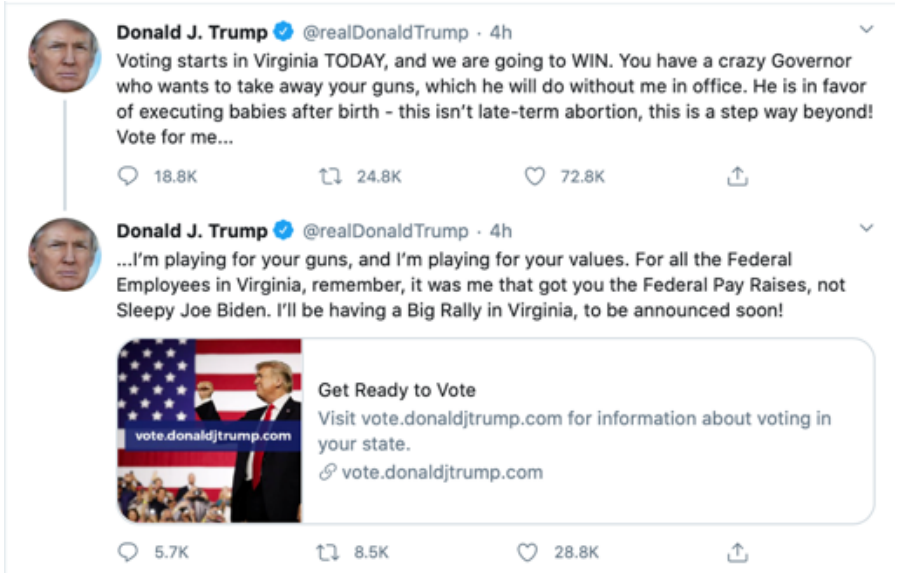 Donald J. Trump @realDonaldTrump · 4h
Voting starts in Virginia TODAY, and we are going to WIN. You have a crazy Governor
who wants to take away your guns, which he will do without me in office. He is in favor
of executing babies after birth - this isn't late-term abortion, this is a step way beyond!
Vote for me...
18.8K 24.8K 72.8K
Donald J. Trump @realDonaldTrump · 4h
...I'm playing for your guns, and I'm playing for your values. For all the Federal
Employees in Virginia, remember, it was me that got you the Federal Pay Raises, not
Sleepy Joe Biden. I'll be having a Big Rally in Virginia, to be announced soon!
vote.donaldjtrump.com
Get Ready to Vote
Visit vote.donaldjtrump.com for information about voting in
your state.
vote.donaldjtrump.com
5.7K 8.5K 28.8K